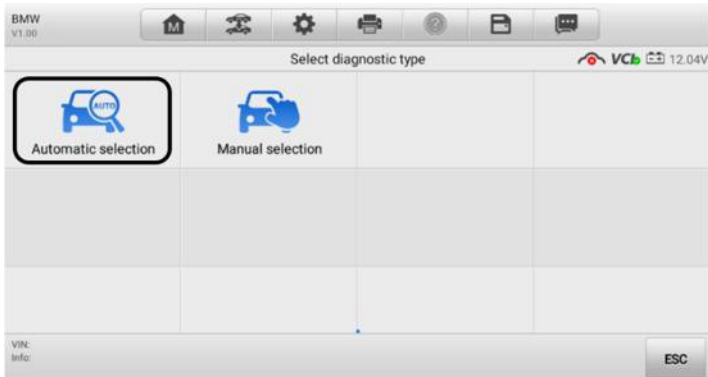 BMW
V1.00
M
?
Select diagnostic type
VCI
12.04V
AUTO
Automatic selection
Manual selection
VIN:
Info:
ESC